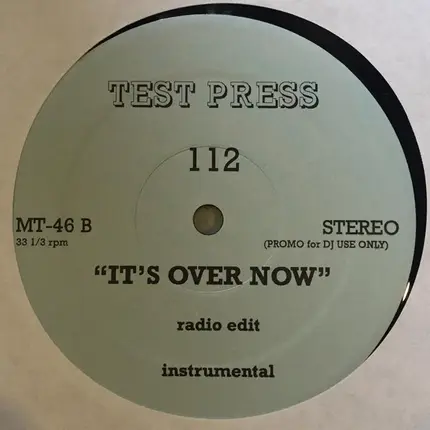 TEST PRESS
112
MT-46 B
33 1/3 rpm
STEREO
(PROMO for DJ USE ONLY)
“IT’S OVER NOW”
radio edit
instrumental